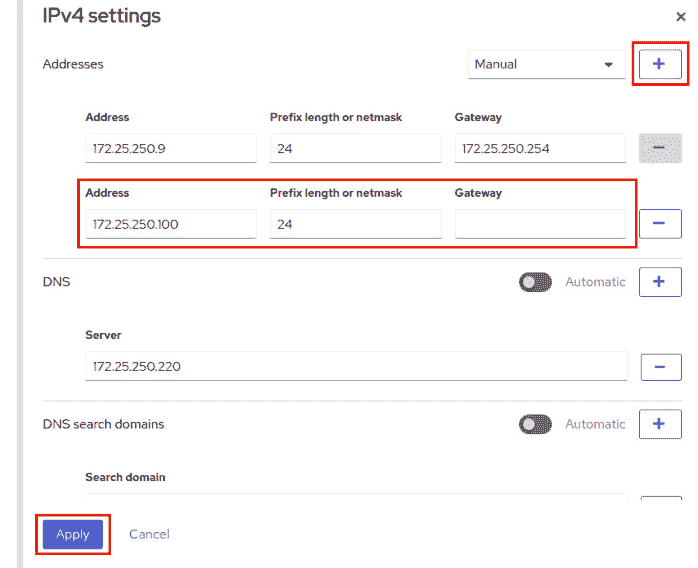 IPv4 settings
Addresses Manual
Address Prefix length or netmask Gateway
172.25.250.9 24 172.25.250.254
Address Prefix length or netmask Gateway
172.25.250.100 24
DNS Automatic
Server
172.25.250.220
DNS search domains Automatic
Search domain
Apply Cancel